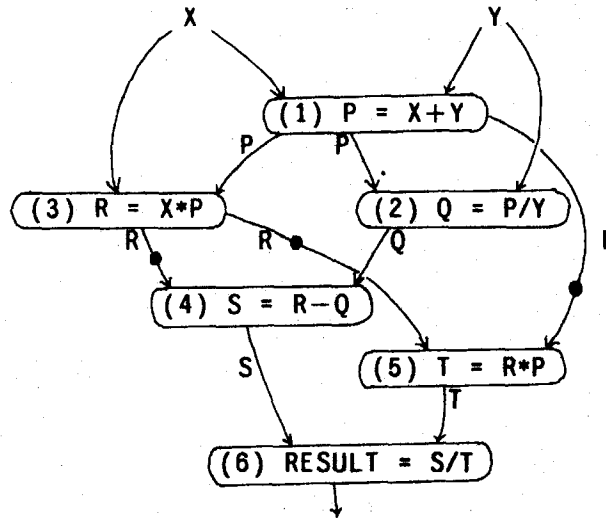 X Y
(1) P = X+Y
P P
(3) R = X*P (2) Q = P/Y
R R Q
(4) S = R-Q
S (5) T = R*P
T
(6) RESULT = S/T